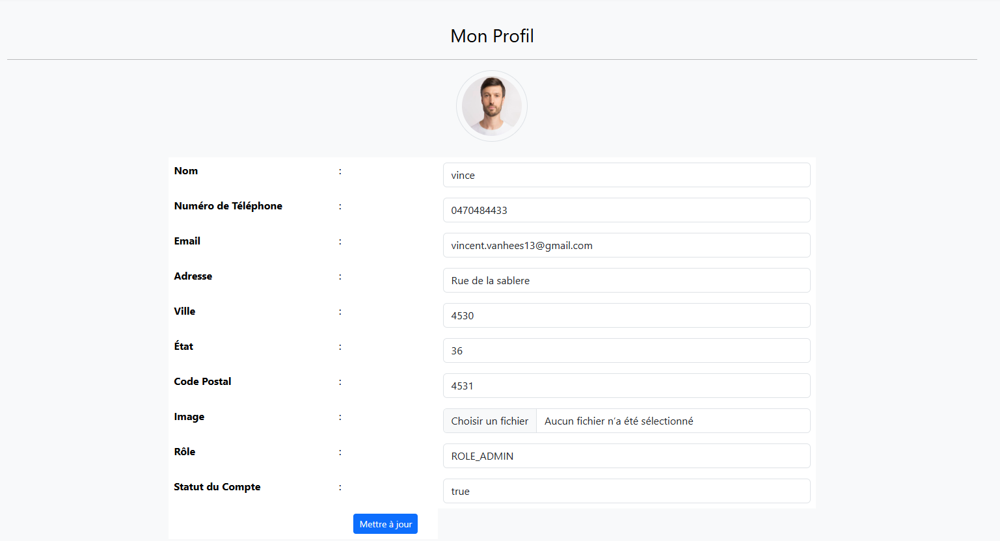 Mon Profil
Nom : vince
Numéro de Téléphone : 0470484433
Email : vincent.vanhees13@gmail.com
Adresse : Rue de la sablere
Ville : 4530
État : 36
Code Postal : 4531
Image : Choisir un fichier Aucun fichier n’a été sélectionné
Rôle : ROLE_ADMIN
Statut du Compte : true
Mettre à jour